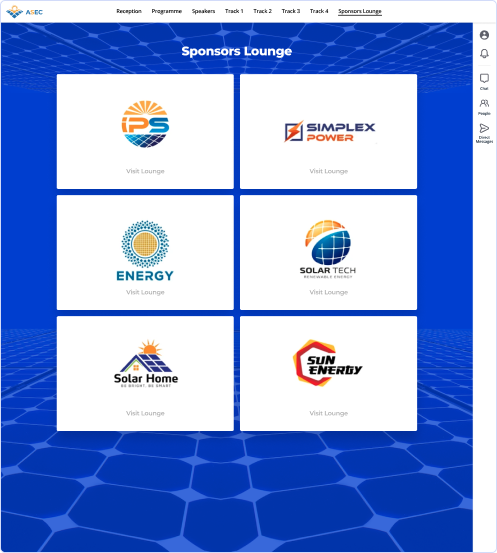 ASEC
Reception Programme Speakers Track 1 Track 2 Track 3 Track 4 Sponsors Lounge
Sponsors Lounge
Chat
People
Direct
Messages
iPS
Visit Lounge
SIMPLEX
POWER
Visit Lounge
ENERGY
Visit Lounge
SOLAR TECH
RENEWABLE ENERGY
Visit Lounge
Solar Home
BE BRIGHT. BE SMART
Visit Lounge
SUN
ENERGY
Visit Lounge